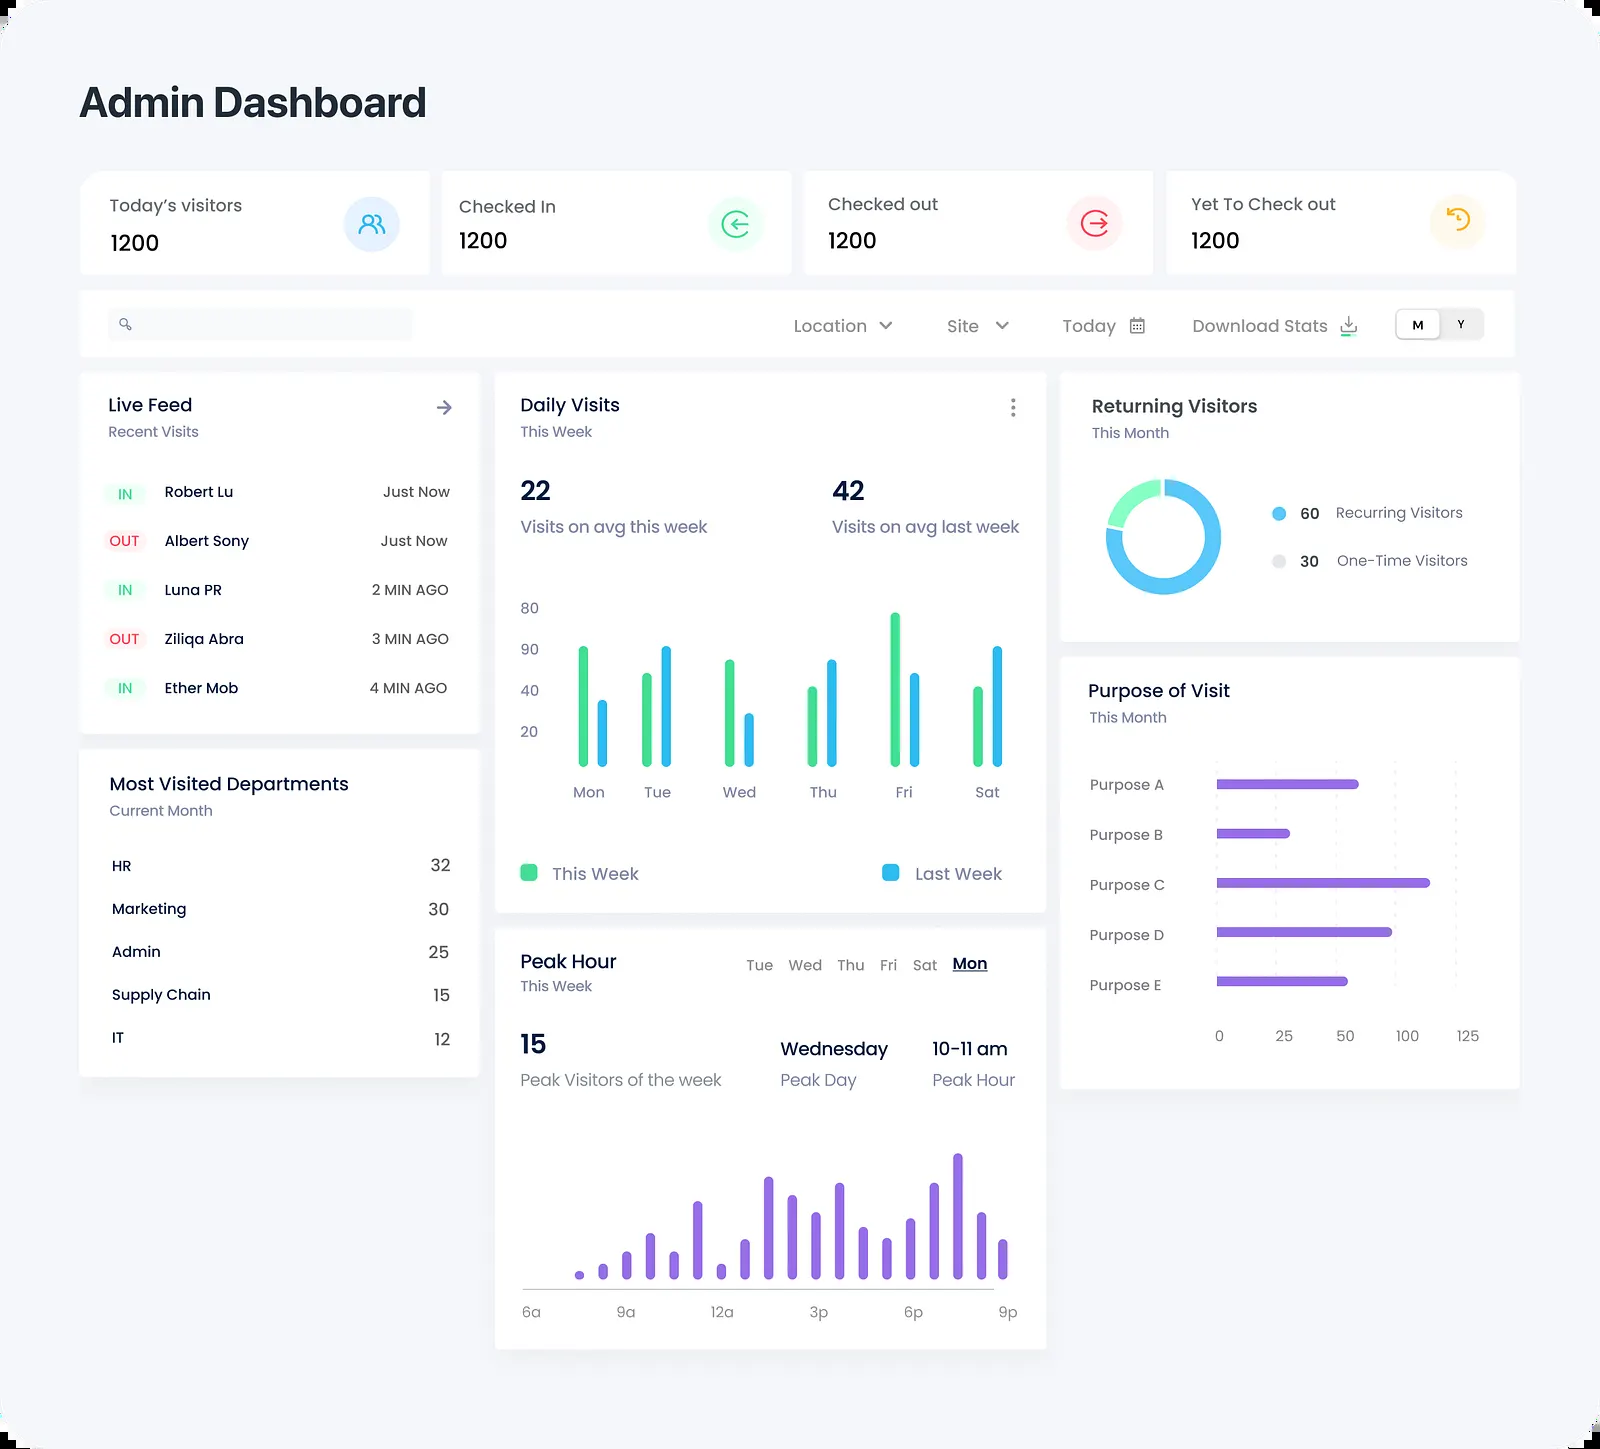 Admin Dashboard
Today's visitors
1200
Checked In
1200
Checked out
1200
Yet To Check out
1200
Location
Site
Today
Download Stats
M
Y
Live Feed
Recent Visits
IN Robert Lu Just Now
OUT Albert Sony Just Now
IN Luna PR 2 MIN AGO
OUT Ziliqa Abra 3 MIN AGO
IN Ether Mob 4 MIN AGO
Most Visited Departments
Current Month
HR 32
Marketing 30
Admin 25
Supply Chain 15
IT 12
Daily Visits
This Week
22
Visits on avg this week
42
Visits on avg last week
80
90
40
20
Mon Tue Wed Thu Fri Sat
This Week
Last Week
Peak Hour
This Week
Tue Wed Thu Fri Sat Mon
15
Peak Visitors of the week
Wednesday
Peak Day
10-11 am
Peak Hour
6a 9a 12a 3p 6p 9p
Returning Visitors
This Month
60 Recurring Visitors
30 One-Time Visitors
Purpose of Visit
This Month
Purpose A
Purpose B
Purpose C
Purpose D
Purpose E
0 25 50 100 125